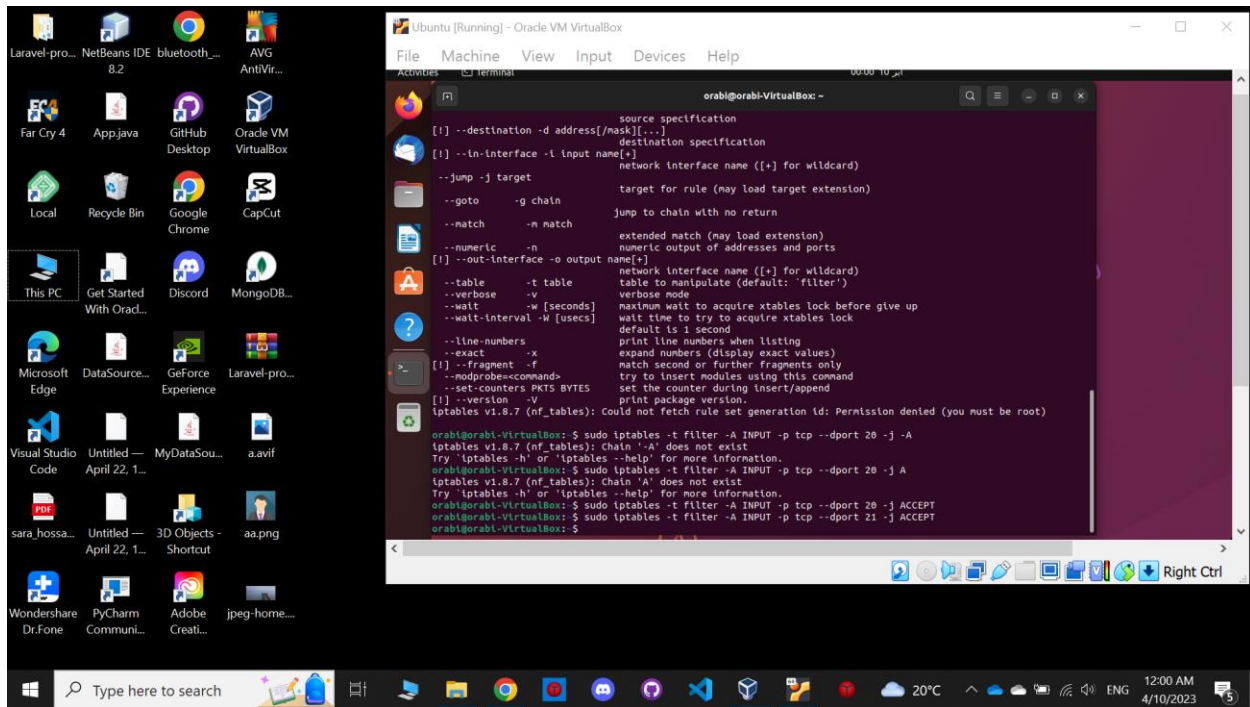 Laravel-pro...
NetBeans IDE
8.2
bluetooth_...
AVG
AntiVir...
Far Cry 4
App.java
GitHub
Desktop
Oracle VM
VirtualBox
Local
Recycle Bin
Google
Chrome
CapCut
This PC
Get Started
With Oracl...
Discord
MongoDB...
Microsoft
Edge
DataSource...
GeForce
Experience
Laravel-pro...
Visual Studio
Code
Untitled —
April 22, 1...
MyDataSou...
a.avif
PDF
sara_hossa...
Untitled —
April 22, 1...
3D Objects -
Shortcut
aa.png
Wondershare
Dr.Fone
PyCharm
Communi...
Adobe
Creati...
jpeg-home....
Ubuntu [Running] - Oracle VM VirtualBox
File Machine View Input Devices Help
Activities Terminal 00:00 10 أبر
orabi@orabi-VirtualBox: ~
source specification
[!] --destination -d address[/mask][...]
destination specification
[!] --in-interface -i input name[+]
network interface name ([+] for wildcard)
--jump -j target
target for rule (may load target extension)
--goto -g chain
jump to chain with no return
--match -m match
extended match (may load extension)
--numeric -n numeric output of addresses and ports
[!] --out-interface -o output name[+]
network interface name ([+] for wildcard)
--table -t table table to manipulate (default: `filter')
--verbose -v verbose mode
--wait -w [seconds] maximum wait to acquire xtables lock before give up
--wait-interval -W [usecs] wait time to try to acquire xtables lock
default is 1 second
--line-numbers print line numbers when listing
--exact -x expand numbers (display exact values)
[!] --fragment -f match second or further fragments only
--modprobe=<command> try to insert modules using this command
--set-counters PKTS BYTES set the counter during insert/append
[!] --version -V print package version.
iptables v1.8.7 (nf_tables): Could not fetch rule set generation id: Permission denied (you must be root)
orabi@orabi-VirtualBox:~$ sudo iptables -t filter -A INPUT -p tcp --dport 20 -j -A
iptables v1.8.7 (nf_tables): Chain '-A' does not exist
Try `iptables -h' or 'iptables --help' for more information.
orabi@orabi-VirtualBox:~$ sudo iptables -t filter -A INPUT -p tcp --dport 20 -j A
iptables v1.8.7 (nf_tables): Chain 'A' does not exist
Try `iptables -h' or 'iptables --help' for more information.
orabi@orabi-VirtualBox:~$ sudo iptables -t filter -A INPUT -p tcp --dport 20 -j ACCEPT
orabi@orabi-VirtualBox:~$ sudo iptables -t filter -A INPUT -p tcp --dport 21 -j ACCEPT
orabi@orabi-VirtualBox:~$
Right Ctrl
Type here to search
20°C
ENG
12:00 AM
4/10/2023
5